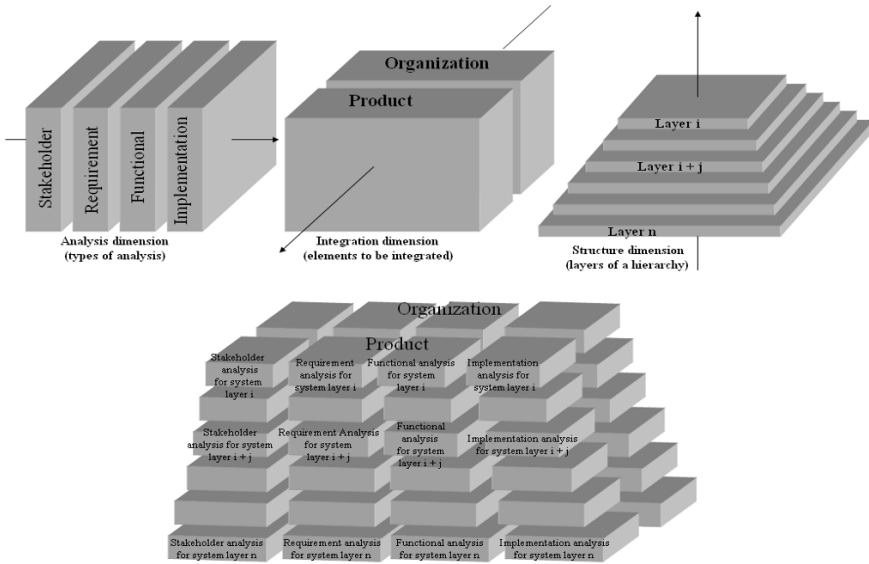 Stakeholder
Requirement
Functional
Implementation
Analysis dimension
(types of analysis)
Organization
Product
Integration dimension
(elements to be integrated)
Layer i
Layer i + j
Layer n
Structure dimension
(layers of a hierarchy)
Organization
Product
Stakeholder
analysis
for system
layer i
Requirement
analysis for
system layer i
Functional analysis
for system
layer i
Implementation
analysis for
system layer i
Stakeholder
analysis for system
layer i + j
Requirement Analysis
for system
layer i + j
Functional
analysis
for system
layer i + j
Implementation analysis
for system layer i + j
Stakeholder analysis
for system layer n
Requirement analysis
for system layer n
Functional analysis
for system layer n
Implementation analysis
for system layer n